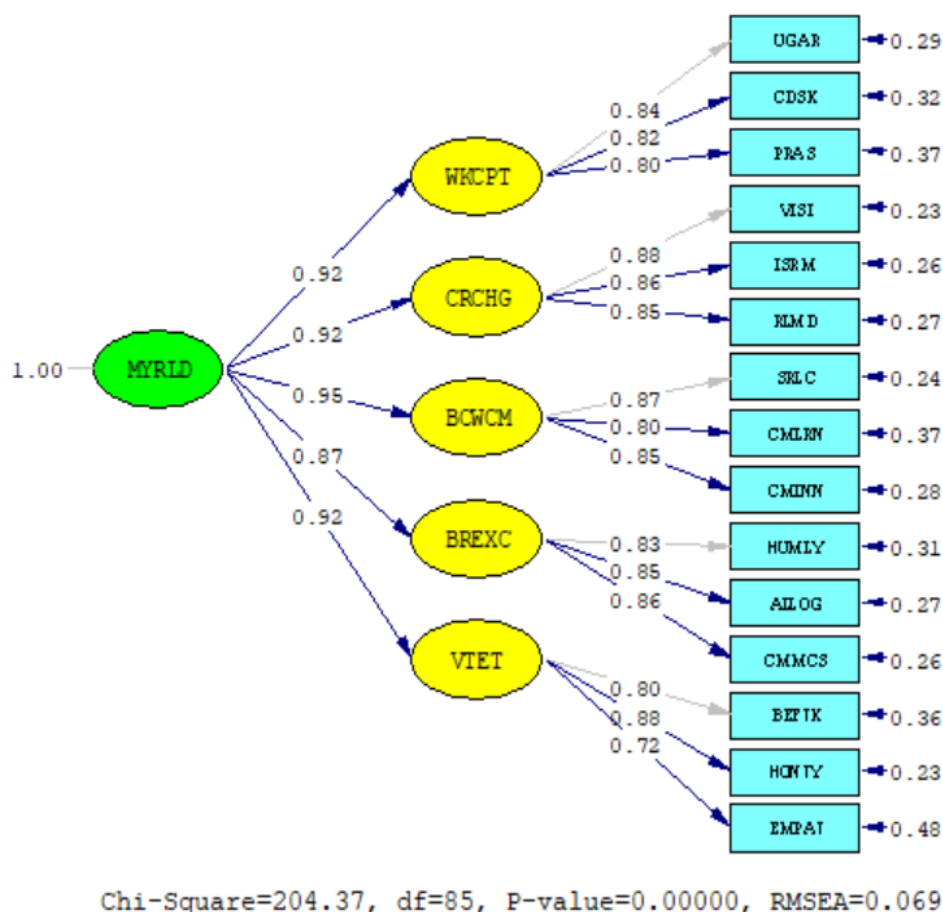 UGAR
0.29
0.84
CDSK
0.32
0.82
PRAS
0.37
0.80
WKCPT
VISI
0.23
0.88
ISRM
0.26
0.86
0.92
CRCHG
RLMD
0.27
0.85
0.92
1.00
MYRLD
SRLC
0.24
0.87
0.95
BCWCM
CMLRN
0.37
0.80
0.85
0.87
CMINN
0.28
0.92
BREXC
HUMLY
0.31
0.83
0.85
AILOG
0.27
0.86
VTET
CMMCS
0.26
0.80
0.36
0.88
0.72
HONTY
0.23
0.48
Chi-Square=204.37, df=85, P-value=0.00000, RMSEA=0.069